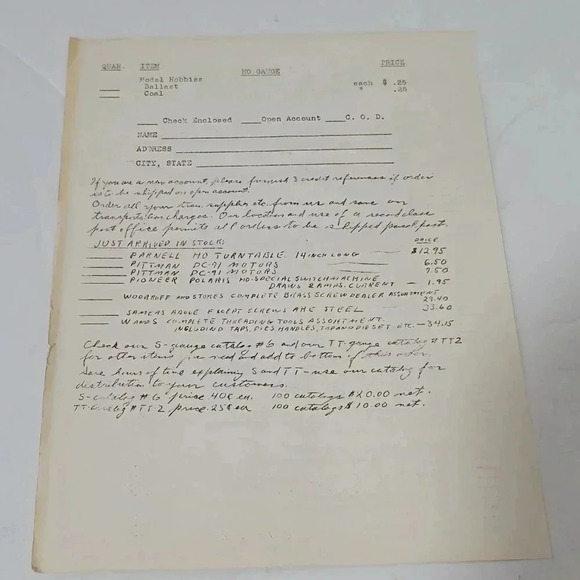 QUAN. ITEM HO GAUGE PRICE
Model Hobbies
____ Ballast each $ .25
____ Coal " .25
____ Check Enclosed ____Open Account ____C. O. D.
NAME
ADDRESS
CITY, STATE
If you are a new account, please furnish 3 credit references if order
is to be shipped on open account.
Order all your train supplies etc. from us and save on
transportation charges. Our location and use of a second class
post office permits all orders to be shipped parcel post.
JUST ARRIVED IN STOCK: PRICE
PARNELL HO TURNTABLE 14 INCH LONG $12.95
PITTMAN DC-91 MOTORS 6.50
PITTMAN DC-71 MOTORS 7.50
PIONEER POLARIS HO-SPECIAL SWITCH MACHINE
DRAWS 2 AMPS. CURRENT — 1.95
WOODRUFF and STOKES COMPLETE BRASS SCREW DEALER ASSORTMENT
SAME AS ABOVE EXCEPT SCREWS ARE STEEL — 33.60
WARDS COMPLETE THREADING TOOLS ASSORTMENT.
INCLUDING TAPS, DIES, HANDLES, TAP AND DIE SET ETC. — 34.15
Check our S-gauge catalog #6 and our TT-gauge catalog # TT2
for other items you need and add to bottom of this order.
Save hours of time explaining S and TT - use our catalog for
distribution to your customers.
S-catalog #6 price 40¢ ea. 100 catalogs $20.00 net.
TT-catalog # TT-2 price 25¢ ea 100 catalogs $10.00 net.